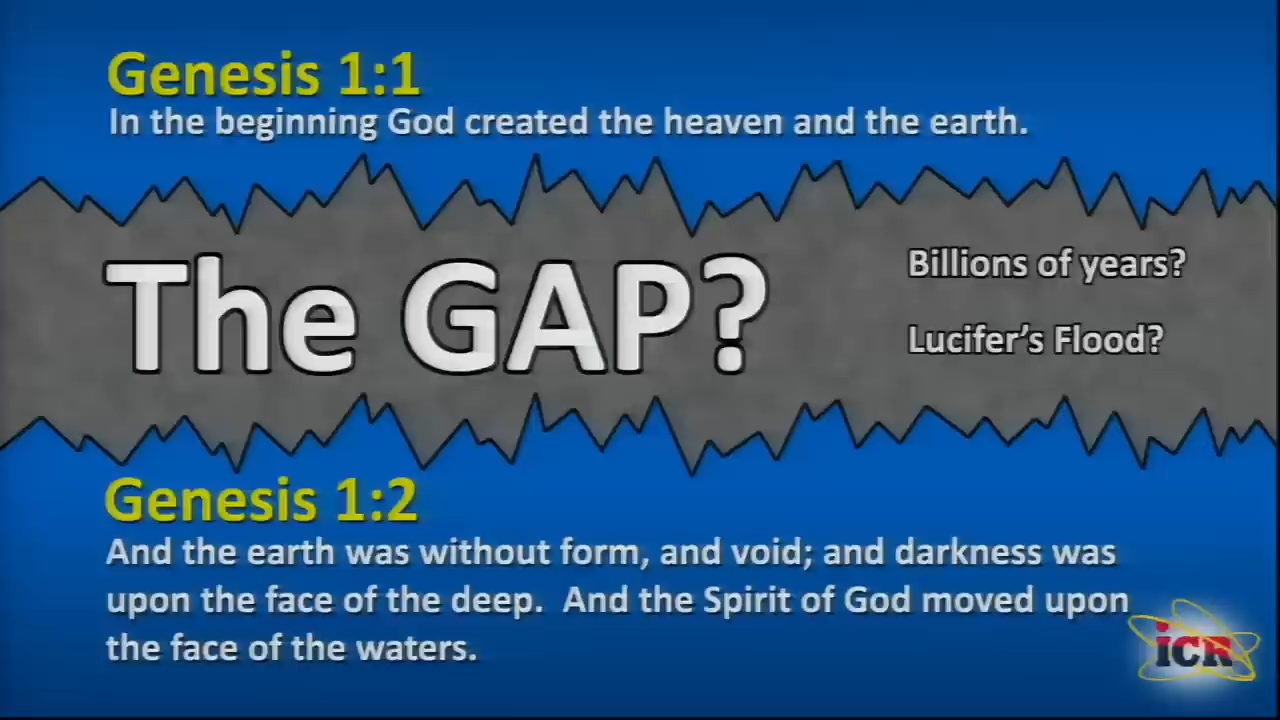 Genesis 1:1
In the beginning God created the heaven and the earth.
The GAP?
Billions of years?
Lucifer's Flood?
Genesis 1:2
And the earth was without form, and void; and darkness was
upon the face of the deep.  And the Spirit of God moved upon
the face of the waters.
iCR